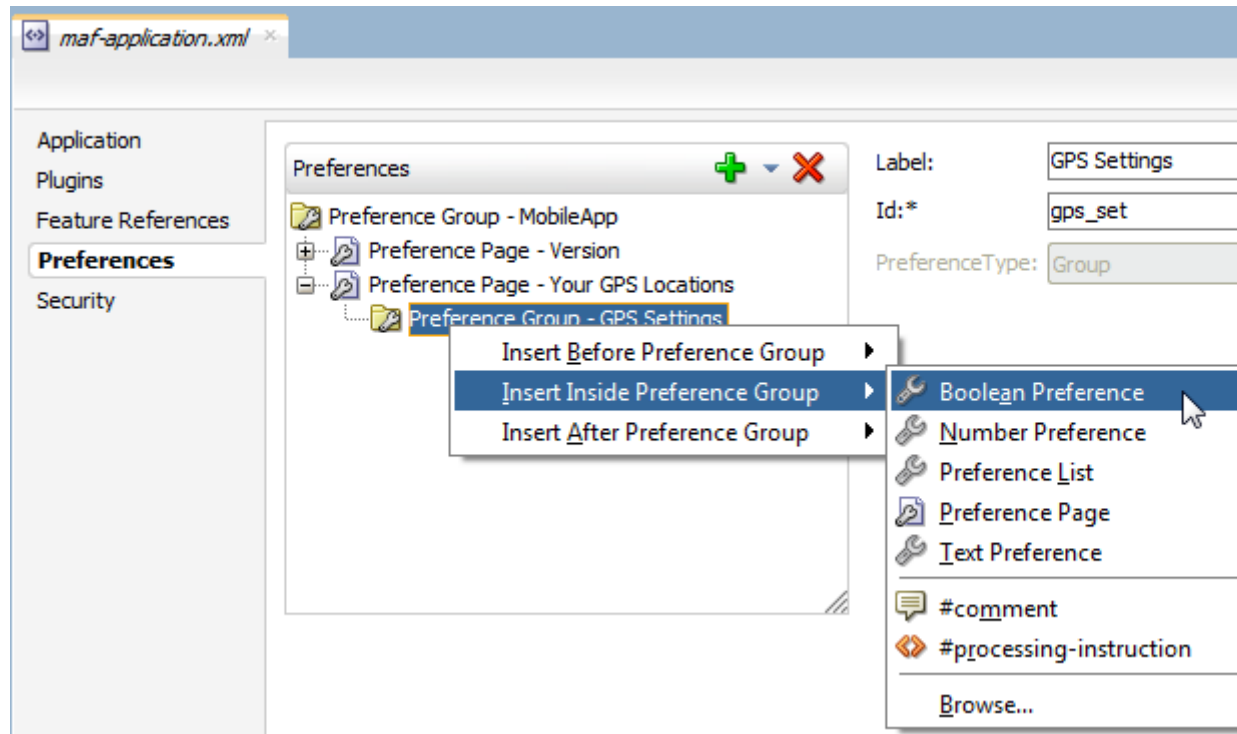 maf-application.xml
Application
Plugins
Feature References
Preferences
Security
Preferences
Preference Group - MobileApp
Preference Page - Version
Preference Page - Your GPS Locations
Preference Group - GPS Settings
Label: GPS Settings
Id:* gps_set
PreferenceType: Group
Insert Before Preference Group
Insert Inside Preference Group
Insert After Preference Group
Boolean Preference
Number Preference
Preference List
Preference Page
Text Preference
#comment
#processing-instruction
Browse...